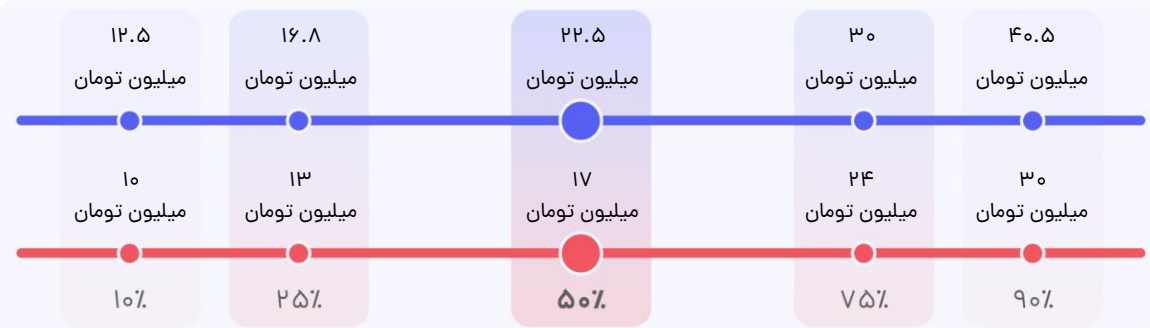 ۱۲.۵ ۱۶.۸ ۲۲.۵ ۳۰ ۴۰.۵
میلیون تومان میلیون تومان میلیون تومان میلیون تومان میلیون تومان
۱۰ ۱۳ ۱۷ ۲۴ ۳۰
میلیون تومان میلیون تومان میلیون تومان میلیون تومان میلیون تومان
۱۰٪ ۲۵٪ ۵۰٪ ۷۵٪ ۹۰٪